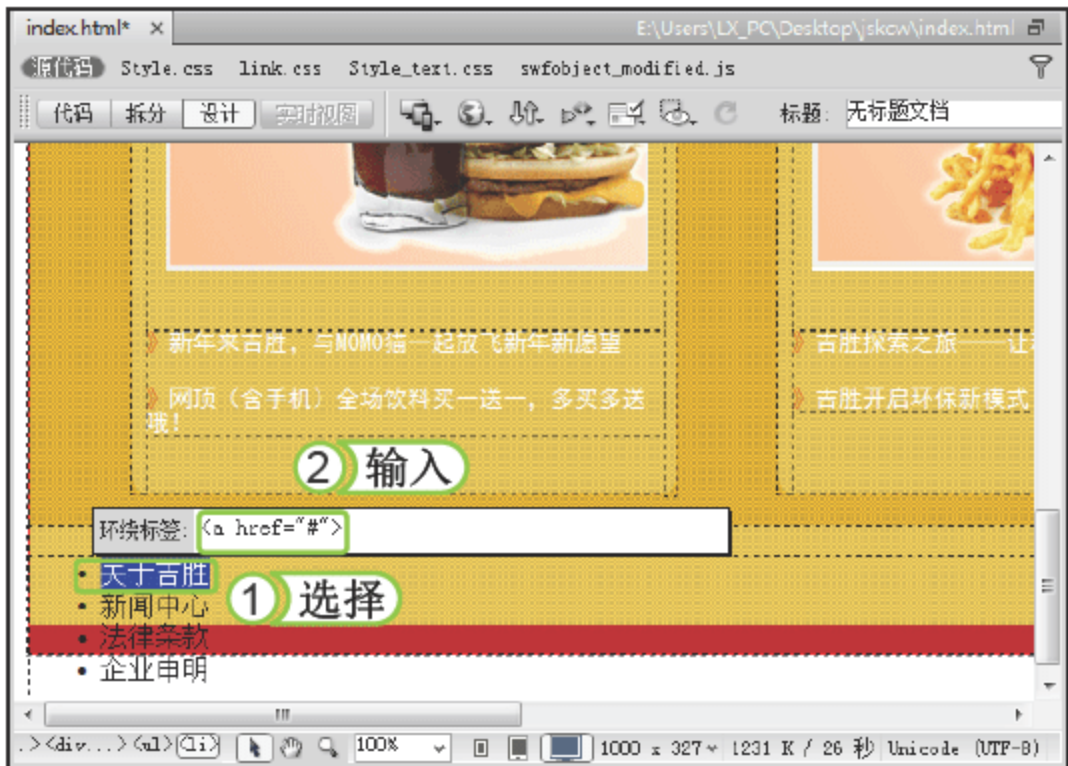 index.html* × E:\Users\LX_PC\Desktop\jskcw\index.html
源代码 Style.css link.css Style_text.css swfobject_modified.js
代码 拆分 设计 实时视图 标题: 无标题文档
》新年来吉胜，与MOMO猫一起放飞新年新愿望
》吉胜探索之旅——让
》网顶（含手机）全场饮料买一送一，多买多送
哦！
》吉胜开启环保新模式
② 输入
环绕标签: <a href="#">
• 关于吉胜
① 选择
• 新闻中心
• 法律条款
• 企业申明
.><div...><ul><li> 100% 1000 x 327 1231 K / 26 秒 Unicode (UTF-8)